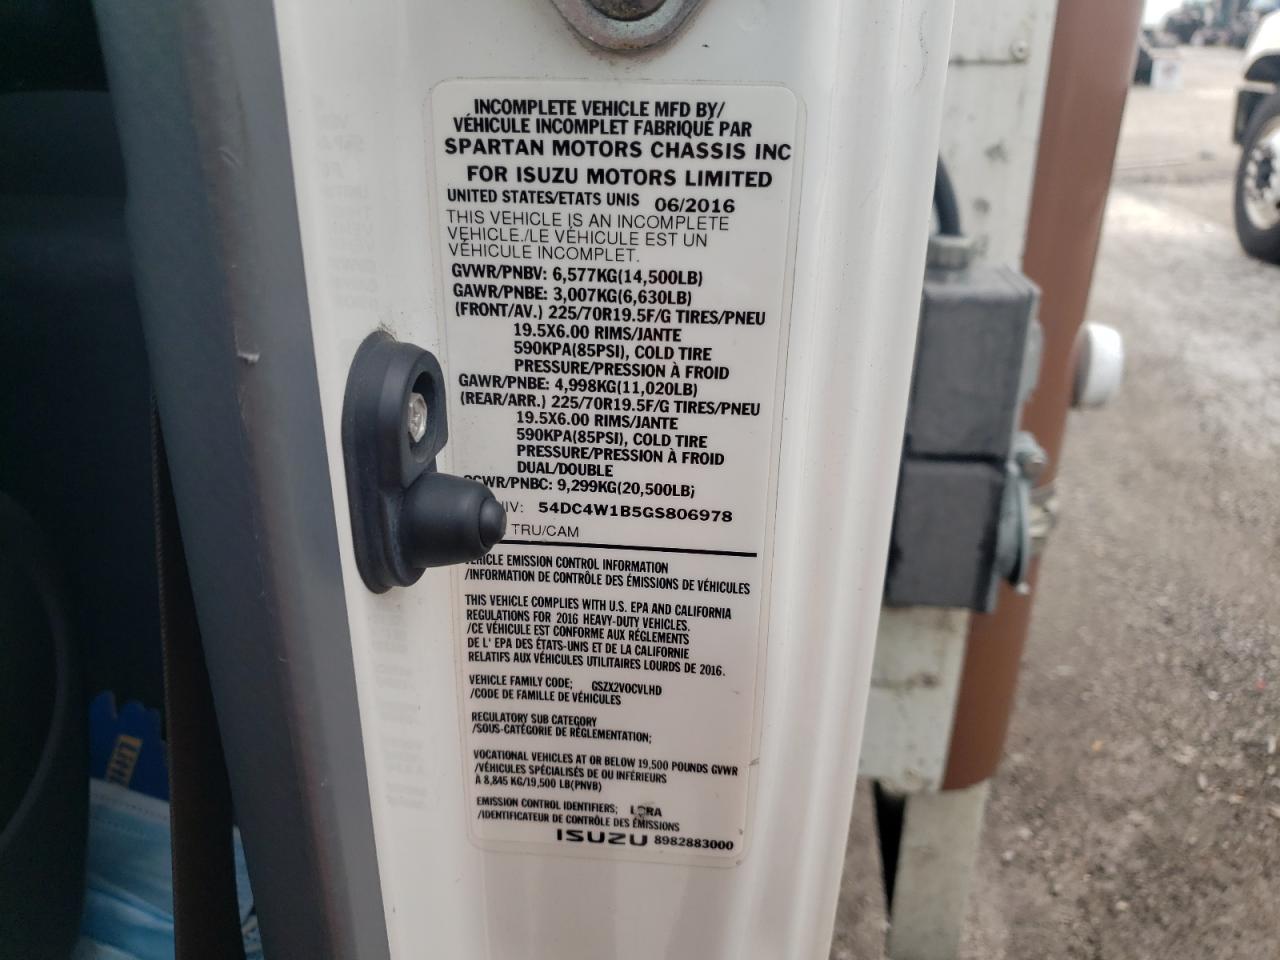 INCOMPLETE VEHICLE MFD BY/
VÉHICULE INCOMPLET FABRIQUÉ PAR
SPARTAN MOTORS CHASSIS INC
FOR ISUZU MOTORS LIMITED
UNITED STATES/ETATS UNIS 06/2016
THIS VEHICLE IS AN INCOMPLETE
VEHICLE./LE VÉHICULE EST UN
VÉHICULE INCOMPLET.
GVWR/PNBV: 6,577KG(14,500LB)
GAWR/PNBE: 3,007KG(6,630LB)
(FRONT/AV.) 225/70R19.5F/G TIRES/PNEU
19.5X6.00 RIMS/JANTE
590KPA(85PSI), COLD TIRE
PRESSURE/PRESSION À FROID
GAWR/PNBE: 4,998KG(11,020LB)
(REAR/ARR.) 225/70R19.5F/G TIRES/PNEU
19.5X6.00 RIMS/JANTE
590KPA(85PSI), COLD TIRE
PRESSURE/PRESSION À FROID
DUAL/DOUBLE
GCWR/PNBC: 9,299KG(20,500LB)
54DC4W1B5GS806978
TRU/CAM
VEHICLE EMISSION CONTROL INFORMATION
/INFORMATION DE CONTRÔLE DES ÉMISSIONS DE VÉHICULES
THIS VEHICLE COMPLIES WITH U.S. EPA AND CALIFORNIA
REGULATIONS FOR 2016 HEAVY-DUTY VEHICLES.
/CE VÉHICULE EST CONFORME AUX RÉGLEMENTS
DE L' EPA DES ÉTATS-UNIS ET DE LA CALIFORNIE
RELATIFS AUX VÉHICULES UTILITAIRES LOURDS DE 2016.
VEHICLE FAMILY CODE; GSZX2VOCVLHD
/CODE DE FAMILLE DE VÉHICULES
REGULATORY SUB CATEGORY
/SOUS-CATÉGORIE DE RÉGLEMENTATION;
VOCATIONAL VEHICLES AT OR BELOW 19,500 POUNDS GVWR
/VÉHICULES SPÉCIALISÉS DE OU INFÉRIEURS
À 8,845 KG/19,500 LB(PNVB)
EMISSION CONTROL IDENTIFIERS;
/IDENTIFICATEUR DE CONTRÔLE DES ÉMISSIONS
ISUZU 8982883000